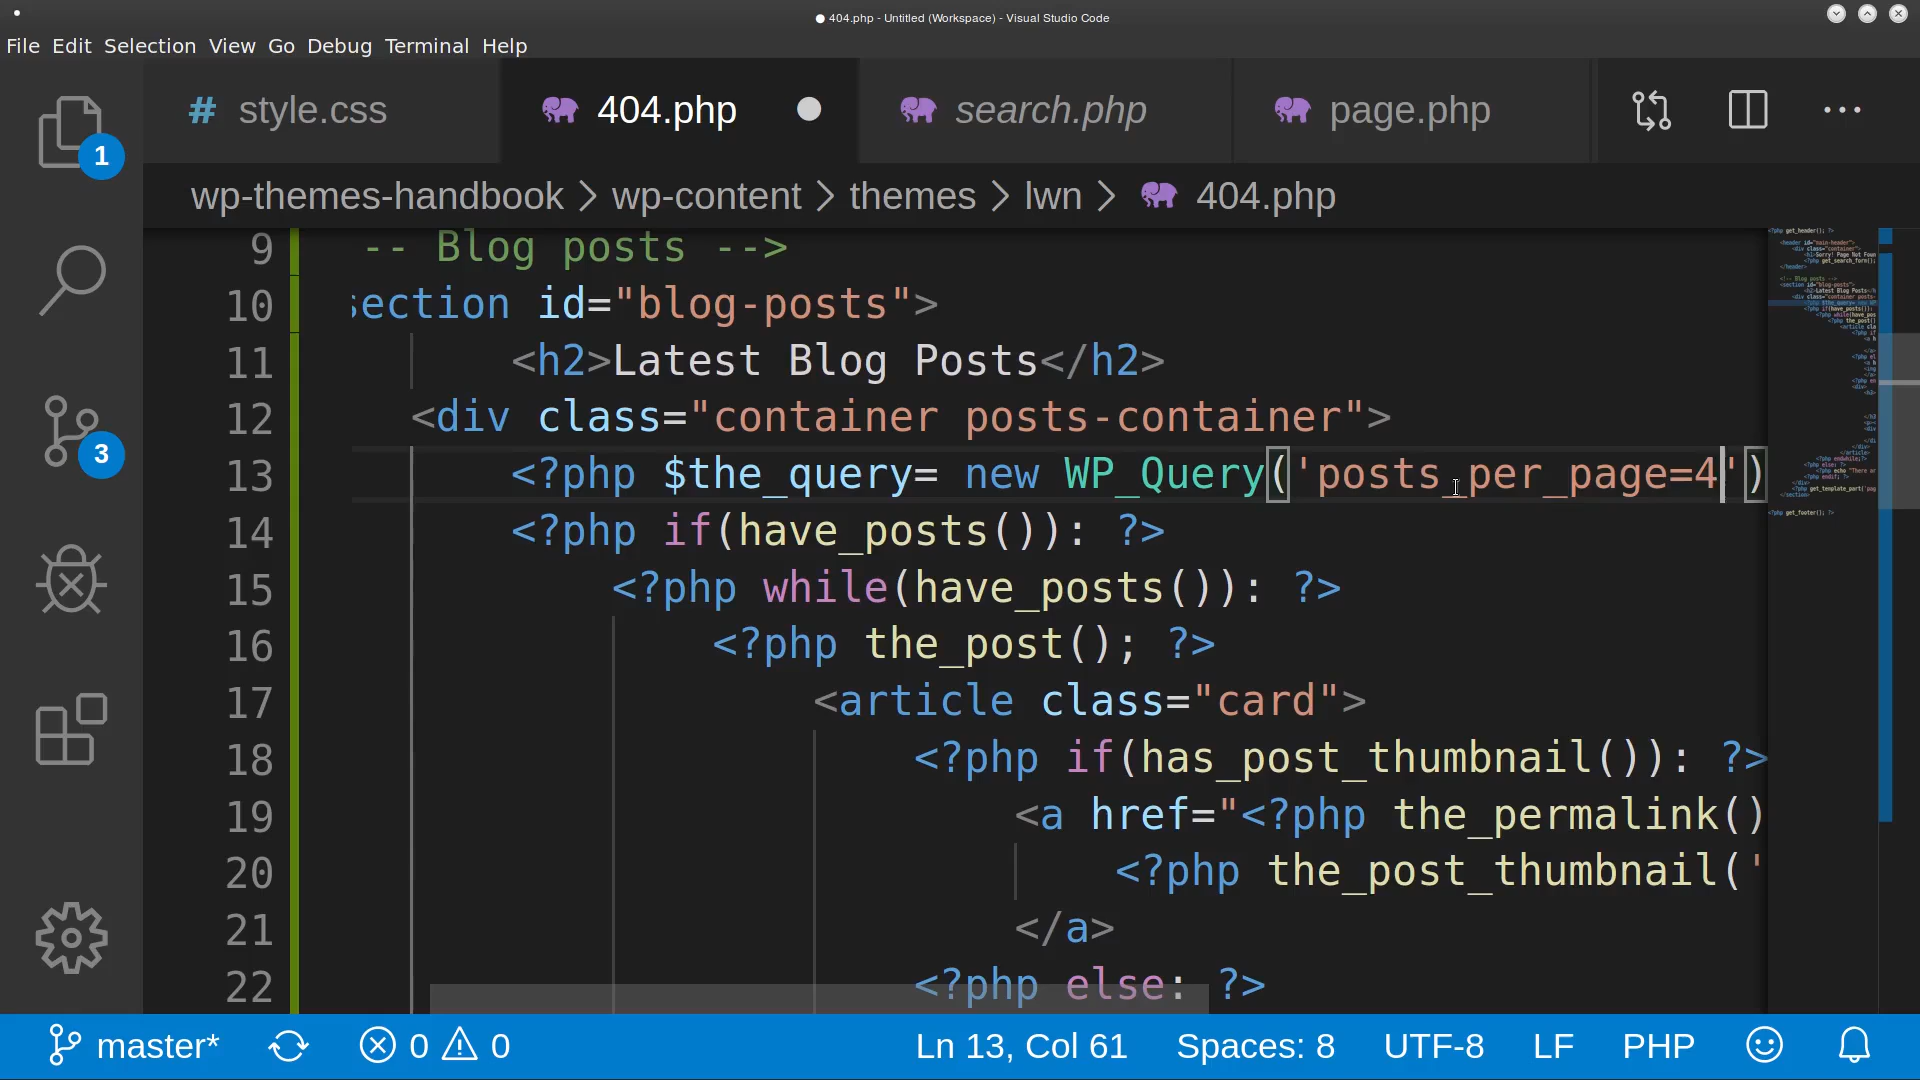 ● 404.php - Untitled (Workspace) - Visual Studio Code
File Edit Selection View Go Debug Terminal Help
# style.css 404.php search.php page.php
1
wp-themes-handbook > wp-content > themes > lwn > 404.php
9 -- Blog posts -->
10 section id="blog-posts">
11 <h2>Latest Blog Posts</h2>
12 <div class="container posts-container">
3
13 <?php $the_query= new WP_Query('posts_per_page=4')
14 <?php if(have_posts()): ?>
15 <?php while(have_posts()): ?>
16 <?php the_post(); ?>
17 <article class="card">
18 <?php if(has_post_thumbnail()): ?>
19 <a href="<?php the_permalink()
20 <?php the_post_thumbnail('
21 </a>
22 <?php else: ?>
master* 0 0 Ln 13, Col 61 Spaces: 8 UTF-8 LF PHP